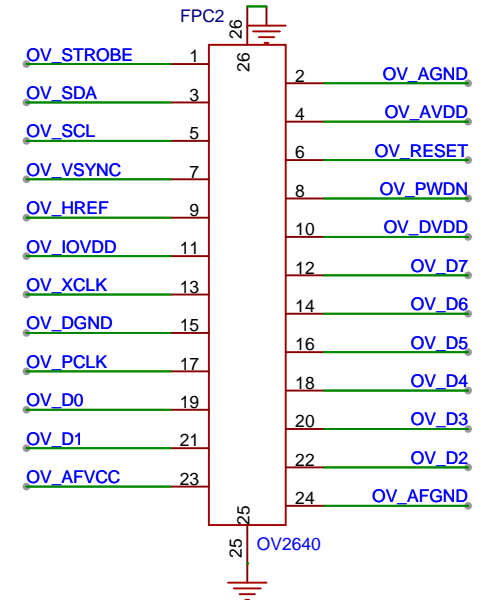 FPC2
26
26
OV_STROBE 1
2 OV_AGND
OV_SDA 3
4 OV_AVDD
OV_SCL 5
6 OV_RESET
OV_VSYNC 7
8 OV_PWDN
OV_HREF 9
10 OV_DVDD
OV_IOVDD 11
12 OV_D7
OV_XCLK 13
14 OV_D6
OV_DGND 15
16 OV_D5
OV_PCLK 17
18 OV_D4
OV_D0 19
20 OV_D3
OV_D1 21
22 OV_D2
OV_AFVCC 23
24 OV_AFGND
25
25
OV2640